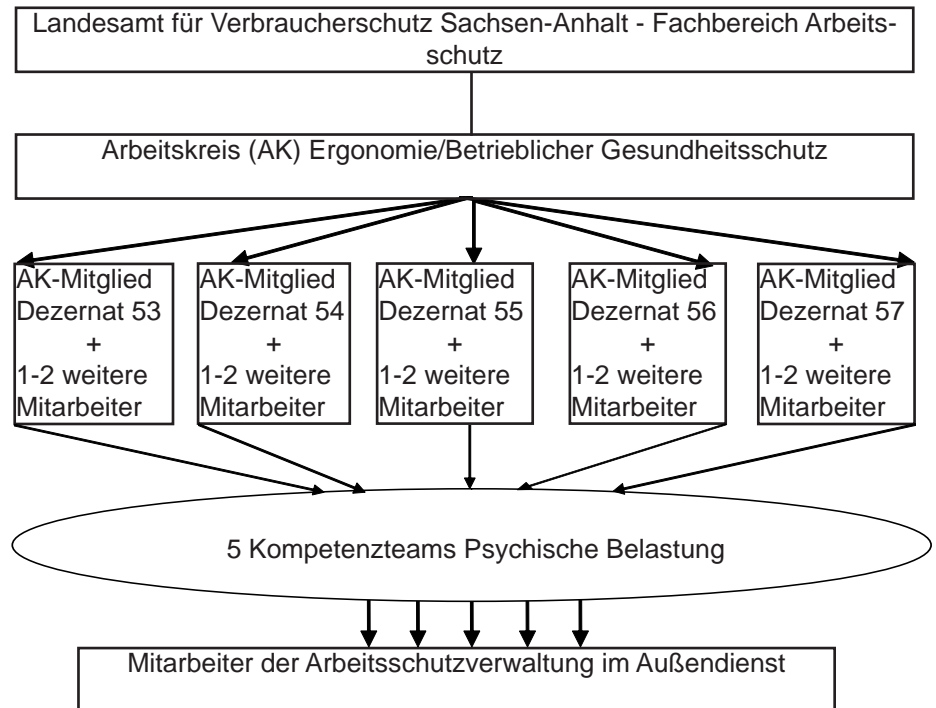 Landesamt für Verbraucherschutz Sachsen-Anhalt - Fachbereich Arbeits-
schutz
Arbeitskreis (AK) Ergonomie/Betrieblicher Gesundheitsschutz
AK-Mitglied
Dezernat 53
+
1-2 weitere
Mitarbeiter
AK-Mitglied
Dezernat 54
+
1-2 weitere
Mitarbeiter
AK-Mitglied
Dezernat 55
+
1-2 weitere
Mitarbeiter
AK-Mitglied
Dezernat 56
+
1-2 weitere
Mitarbeiter
AK-Mitglied
Dezernat 57
+
1-2 weitere
Mitarbeiter
5 Kompetenzteams Psychische Belastung
Mitarbeiter der Arbeitsschutzverwaltung im Außendienst